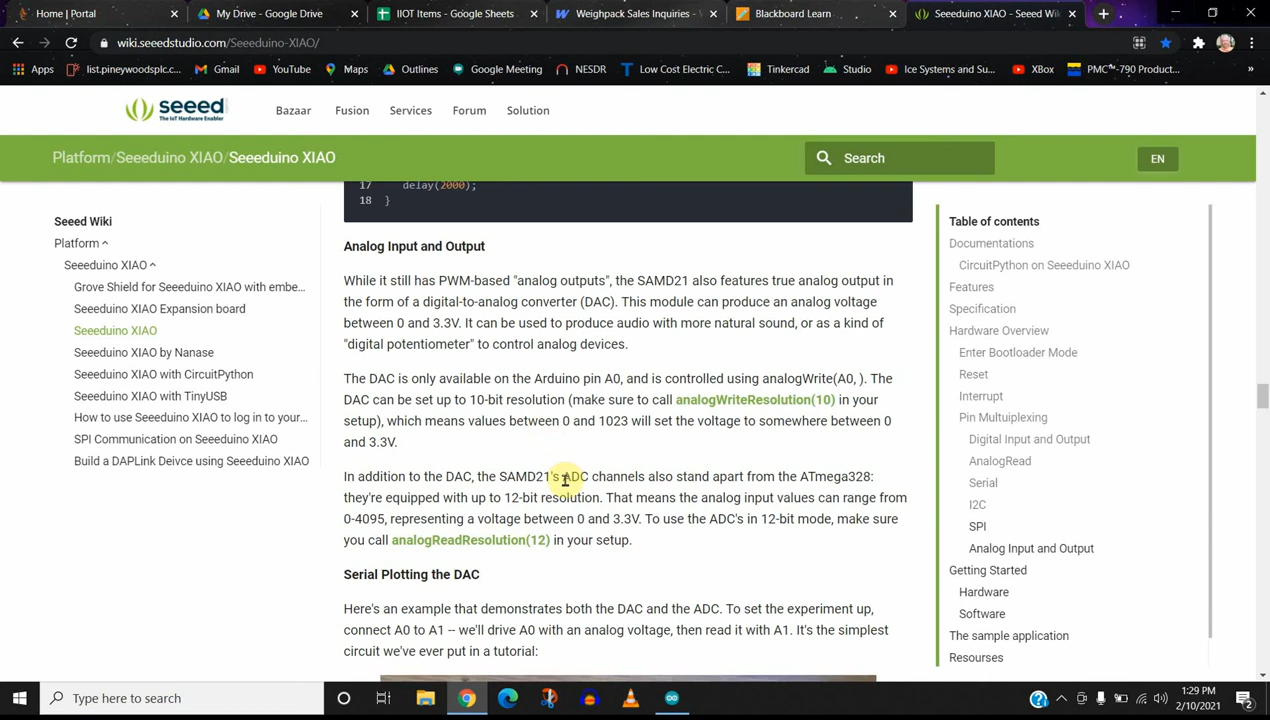 Home | Portal
My Drive - Google Drive
IIOT Items - Google Sheets
Weighpack Sales Inquiries -
Blackboard Learn
Seeeduino XIAO - Seeed Wi
wiki.seeedstudio.com/Seeeduino-XIAO/
Apps list.pineywoodsplc.c... Gmail YouTube Maps Outlines Google Meeting NESDR Low Cost Electric C... Tinkercad Studio Ice Systems and Su... XBox PMC™-790 Product... »
seeed
The IoT Hardware Enabler
Bazaar Fusion Services Forum Solution
Platform/Seeeduino XIAO/Seeeduino XIAO
Search
EN
Seeed Wiki
Platform
Seeeduino XIAO
Grove Shield for Seeeduino XIAO with embe...
Seeeduino XIAO Expansion board
Seeeduino XIAO
Seeeduino XIAO by Nanase
Seeeduino XIAO with CircuitPython
Seeeduino XIAO with TinyUSB
How to use Seeeduino XIAO to log in to your...
SPI Communication on Seeeduino XIAO
Build a DAPLink Deivce using Seeeduino XIAO
17 delay(2000);
18 }
Analog Input and Output
While it still has PWM-based "analog outputs", the SAMD21 also features true analog output in
the form of a digital-to-analog converter (DAC). This module can produce an analog voltage
between 0 and 3.3V. It can be used to produce audio with more natural sound, or as a kind of
"digital potentiometer" to control analog devices.
The DAC is only available on the Arduino pin A0, and is controlled using analogWrite(A0, ). The
DAC can be set up to 10-bit resolution (make sure to call analogWriteResolution(10) in your
setup), which means values between 0 and 1023 will set the voltage to somewhere between 0
and 3.3V.
In addition to the DAC, the SAMD21's ADC channels also stand apart from the ATmega328:
they're equipped with up to 12-bit resolution. That means the analog input values can range from
0-4095, representing a voltage between 0 and 3.3V. To use the ADC's in 12-bit mode, make sure
you call analogReadResolution(12) in your setup.
Serial Plotting the DAC
Here's an example that demonstrates both the DAC and the ADC. To set the experiment up,
connect A0 to A1 -- we'll drive A0 with an analog voltage, then read it with A1. It's the simplest
circuit we've ever put in a tutorial:
Table of contents
Documentations
CircuitPython on Seeeduino XIAO
Features
Specification
Hardware Overview
Enter Bootloader Mode
Reset
Interrupt
Pin Multiplexing
Digital Input and Output
AnalogRead
Serial
I2C
SPI
Analog Input and Output
Getting Started
Hardware
Software
The sample application
Resourses
Type here to search
1:29 PM
2/10/2021
2